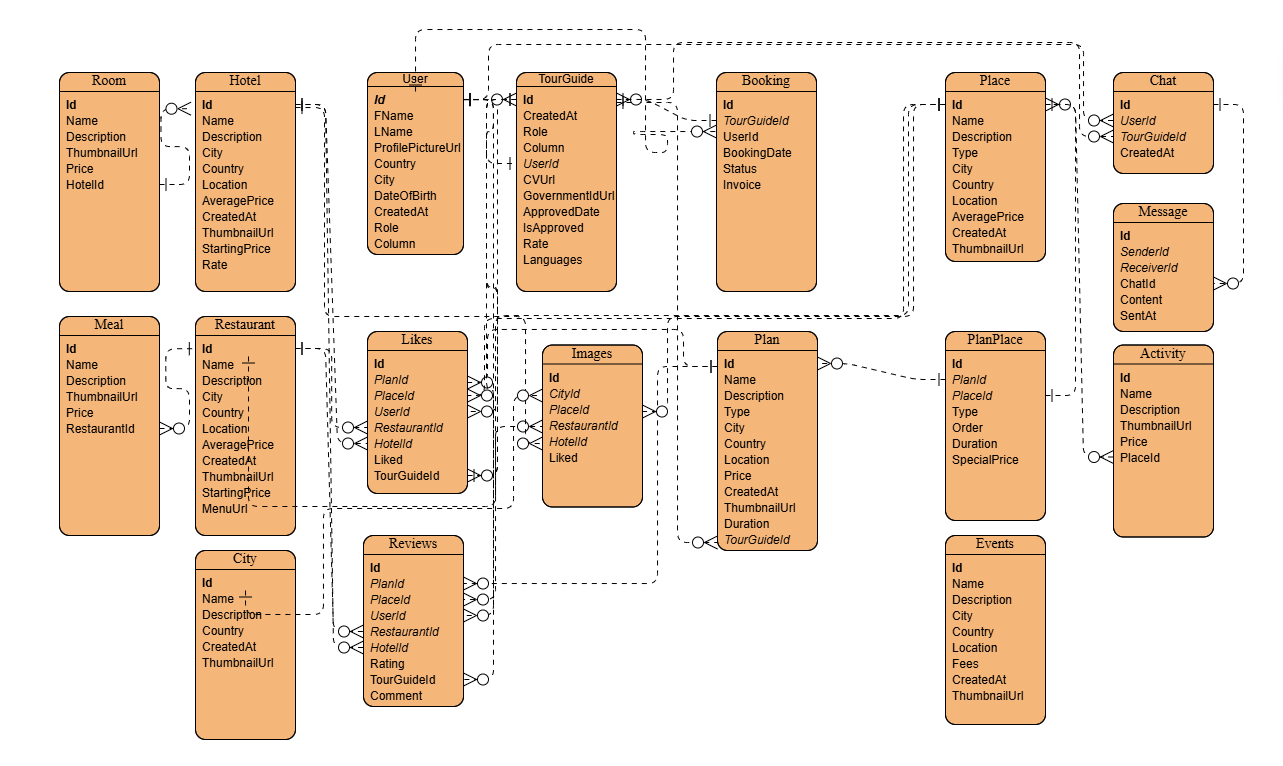 Room
Id
Name
Description
ThumbnailUrl
Price
HotelId
Hotel
Id
Name
Description
City
Country
Location
AveragePrice
CreatedAt
ThumbnailUrl
StartingPrice
Rate
User
Id
FName
LName
ProfilePictureUrl
Country
City
DateOfBirth
CreatedAt
Role
Column
TourGuide
Id
CreatedAt
Role
Column
UserId
CVUrl
GovernmentIdUrl
ApprovedDate
IsApproved
Rate
Languages
Booking
Id
TourGuideId
UserId
BookingDate
Status
Invoice
Place
Id
Name
Description
Type
City
Country
Location
AveragePrice
CreatedAt
ThumbnailUrl
Chat
Id
UserId
TourGuideId
CreatedAt
Message
Id
SenderId
ReceiverId
ChatId
Content
SentAt
Meal
Id
Name
Description
ThumbnailUrl
Price
RestaurantId
Restaurant
Id
Name
Description
City
Country
Location
AveragePrice
CreatedAt
ThumbnailUrl
StartingPrice
MenuUrl
Likes
Id
PlanId
PlaceId
UserId
RestaurantId
HotelId
Liked
TourGuideId
Images
Id
CityId
PlaceId
RestaurantId
HotelId
Liked
Plan
Id
Name
Description
Type
City
Country
Location
Price
CreatedAt
ThumbnailUrl
Duration
TourGuideId
PlanPlace
Id
PlanId
PlaceId
Type
Order
Duration
SpecialPrice
Activity
Id
Name
Description
ThumbnailUrl
Price
PlaceId
City
Id
Name
Description
Country
CreatedAt
ThumbnailUrl
Reviews
Id
PlanId
PlaceId
UserId
RestaurantId
HotelId
Rating
TourGuideId
Comment
Events
Id
Name
Description
City
Country
Location
Fees
CreatedAt
ThumbnailUrl